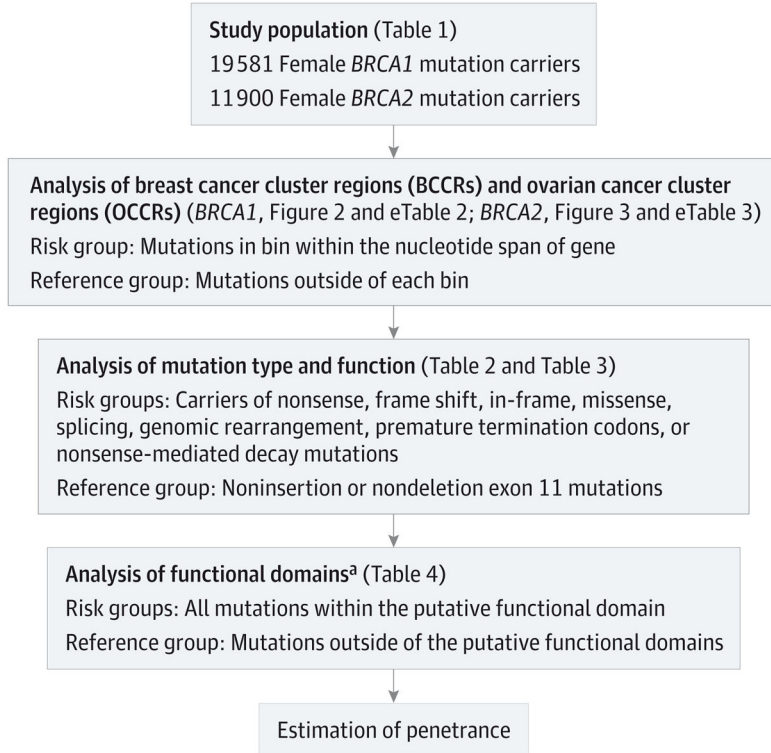 Study population (Table 1)
19 581 Female BRCA1 mutation carriers
11 900 Female BRCA2 mutation carriers
Analysis of breast cancer cluster regions (BCCRs) and ovarian cancer cluster
regions (OCCRs) (BRCA1, Figure 2 and eTable 2; BRCA2, Figure 3 and eTable 3)
Risk group: Mutations in bin within the nucleotide span of gene
Reference group: Mutations outside of each bin
Analysis of mutation type and function (Table 2 and Table 3)
Risk groups: Carriers of nonsense, frame shift, in-frame, missense,
splicing, genomic rearrangement, premature termination codons, or
nonsense-mediated decay mutations
Reference group: Noninsertion or nondeletion exon 11 mutations
Analysis of functional domainsᵃ (Table 4)
Risk groups: All mutations within the putative functional domain
Reference group: Mutations outside of the putative functional domains
Estimation of penetrance